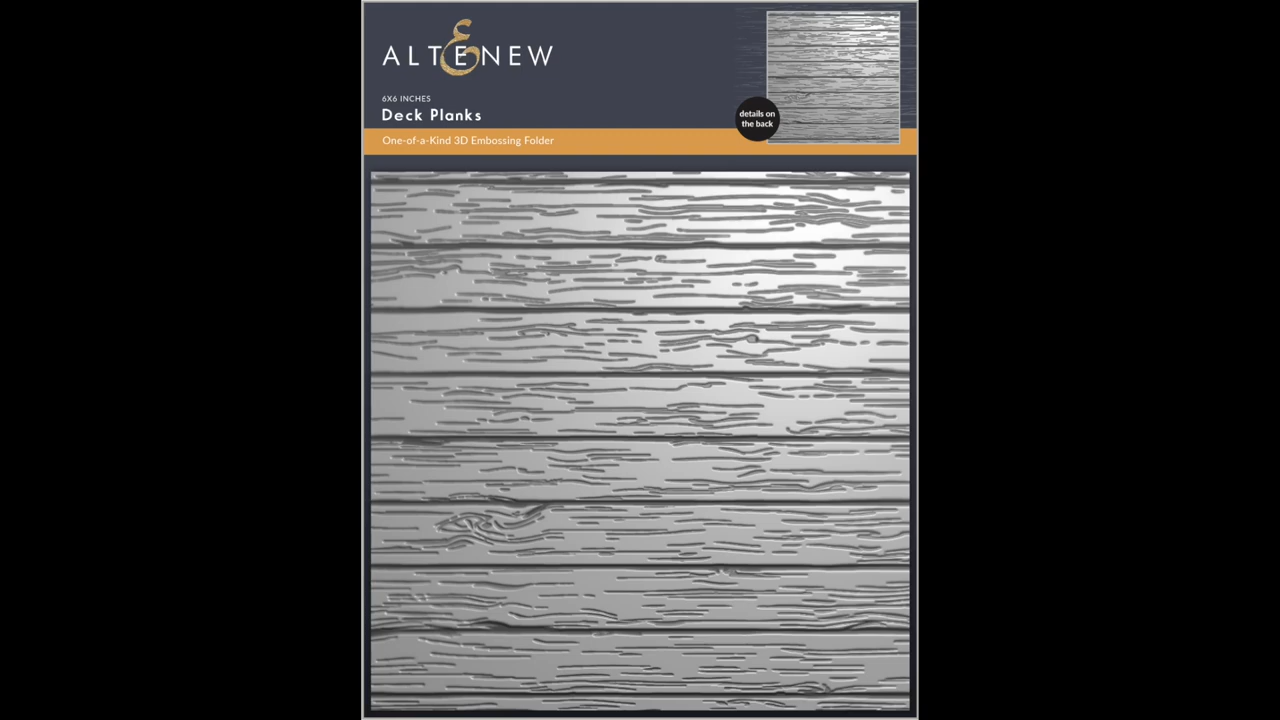 ALTENEW
6X6 INCHES
Deck Planks
One-of-a-Kind 3D Embossing Folder
details on
the back